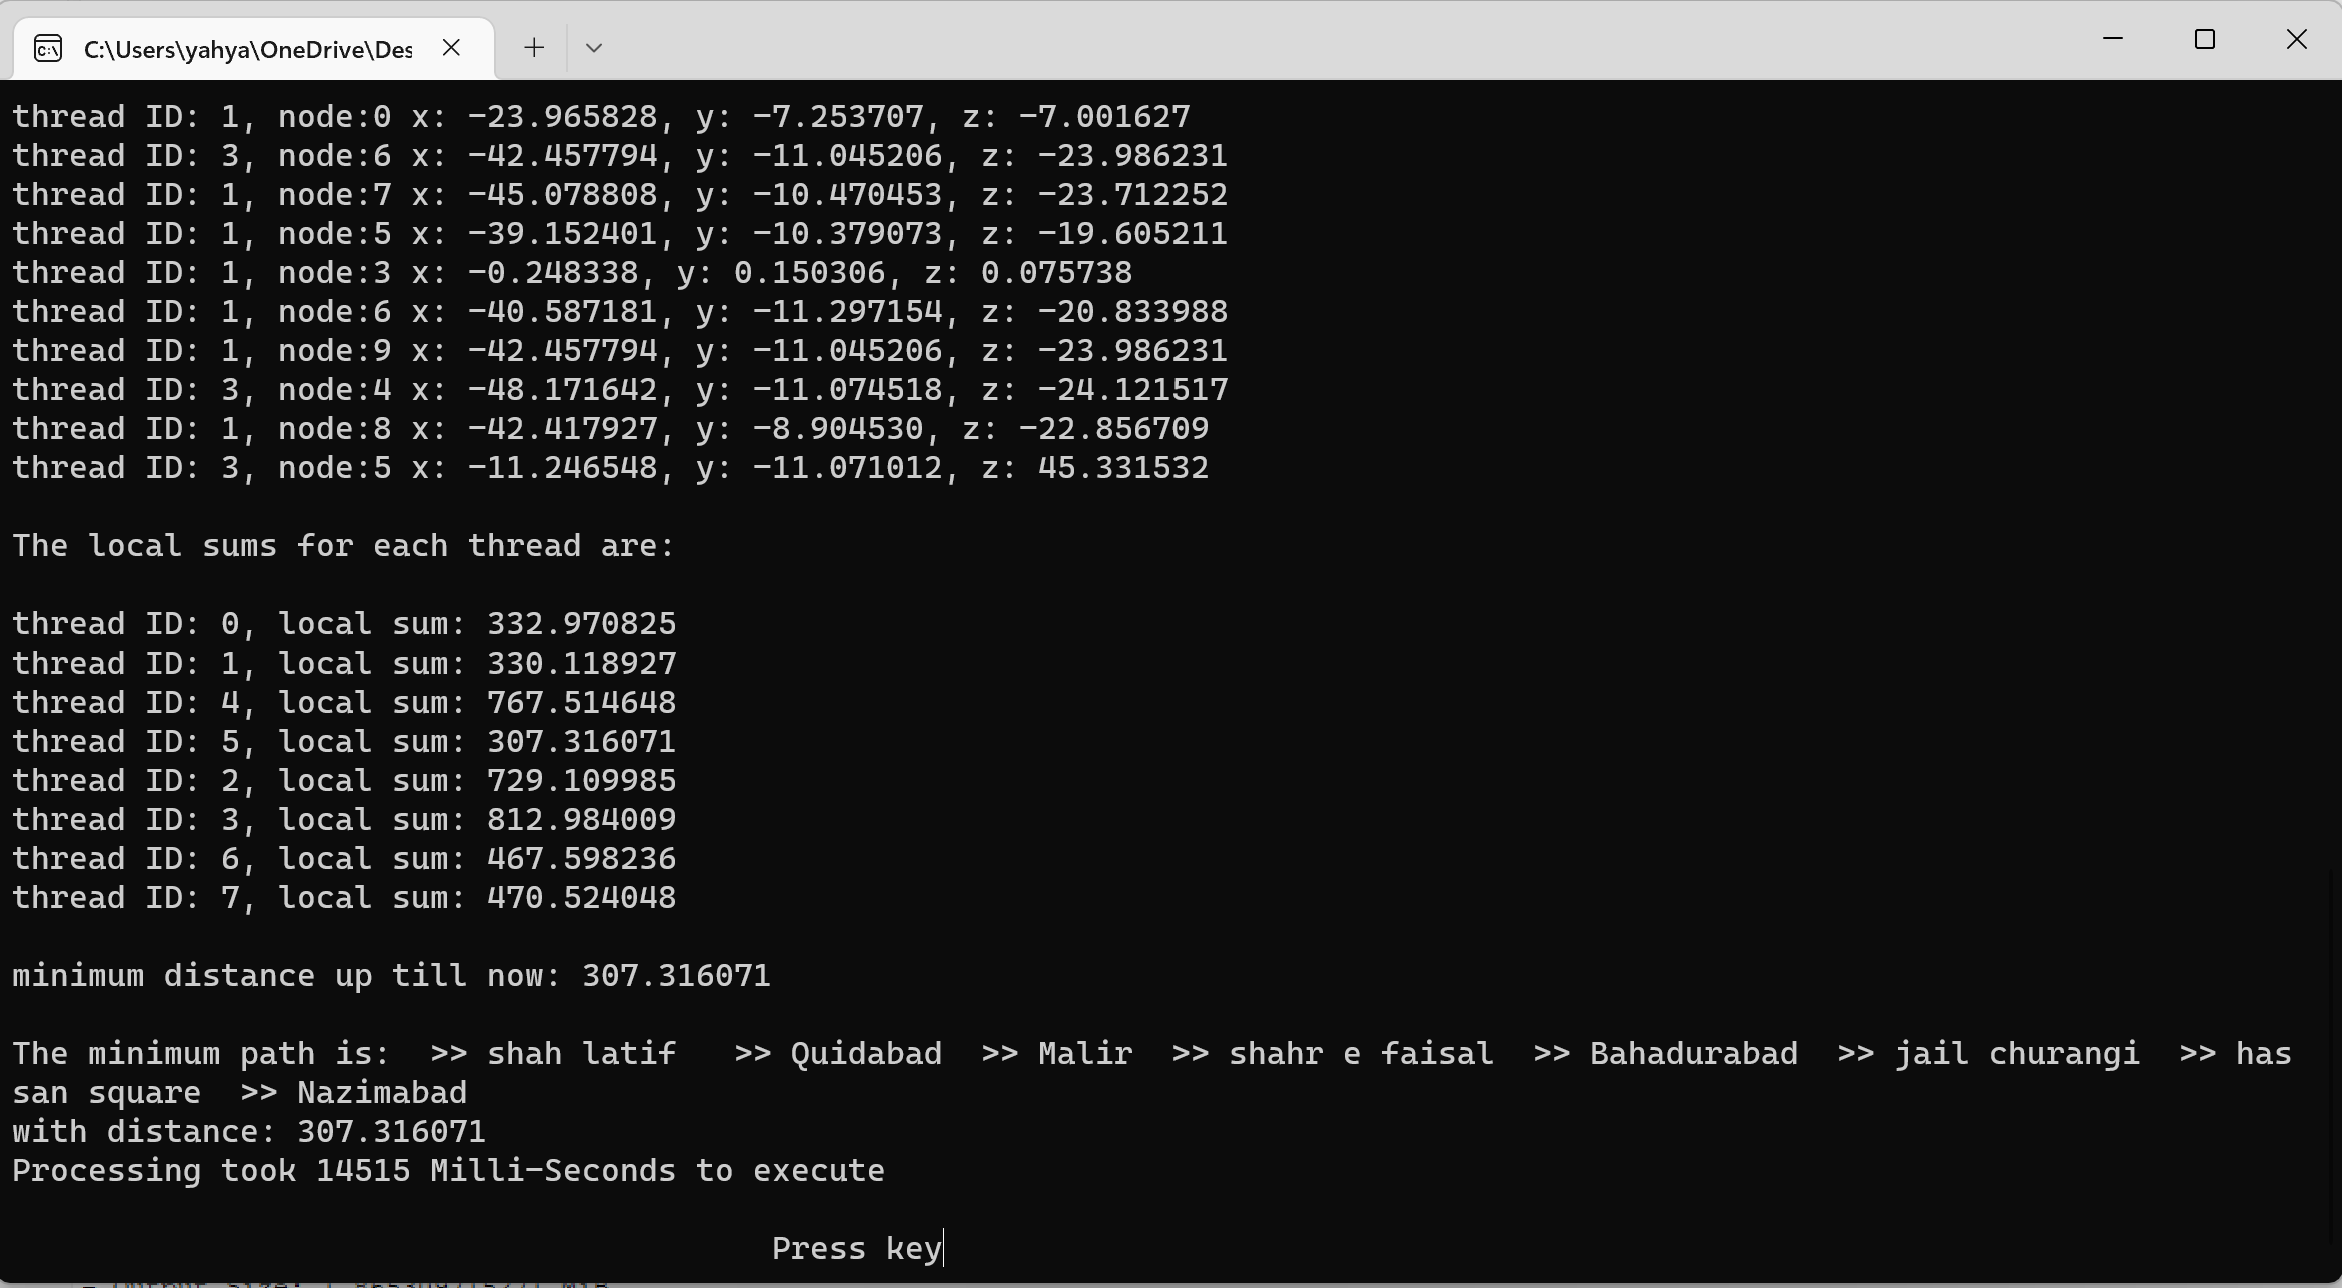 C:\Users\yahya\OneDrive\Des
thread ID: 1, node:0 x: -23.965828, y: -7.253707, z: -7.001627
thread ID: 3, node:6 x: -42.457794, y: -11.045206, z: -23.986231
thread ID: 1, node:7 x: -45.078808, y: -10.470453, z: -23.712252
thread ID: 1, node:5 x: -39.152401, y: -10.379073, z: -19.605211
thread ID: 1, node:3 x: -0.248338, y: 0.150306, z: 0.075738
thread ID: 1, node:6 x: -40.587181, y: -11.297154, z: -20.833988
thread ID: 1, node:9 x: -42.457794, y: -11.045206, z: -23.986231
thread ID: 3, node:4 x: -48.171642, y: -11.074518, z: -24.121517
thread ID: 1, node:8 x: -42.417927, y: -8.904530, z: -22.856709
thread ID: 3, node:5 x: -11.246548, y: -11.071012, z: 45.331532
The local sums for each thread are:
thread ID: 0, local sum: 332.970825
thread ID: 1, local sum: 330.118927
thread ID: 4, local sum: 767.514648
thread ID: 5, local sum: 307.316071
thread ID: 2, local sum: 729.109985
thread ID: 3, local sum: 812.984009
thread ID: 6, local sum: 467.598236
thread ID: 7, local sum: 470.524048
minimum distance up till now: 307.316071
The minimum path is:  >> shah latif   >> Quidabad  >> Malir  >> shahr e faisal  >> Bahadurabad  >> jail churangi  >> has
san square  >> Nazimabad
with distance: 307.316071
Processing took 14515 Milli-Seconds to execute
Press key